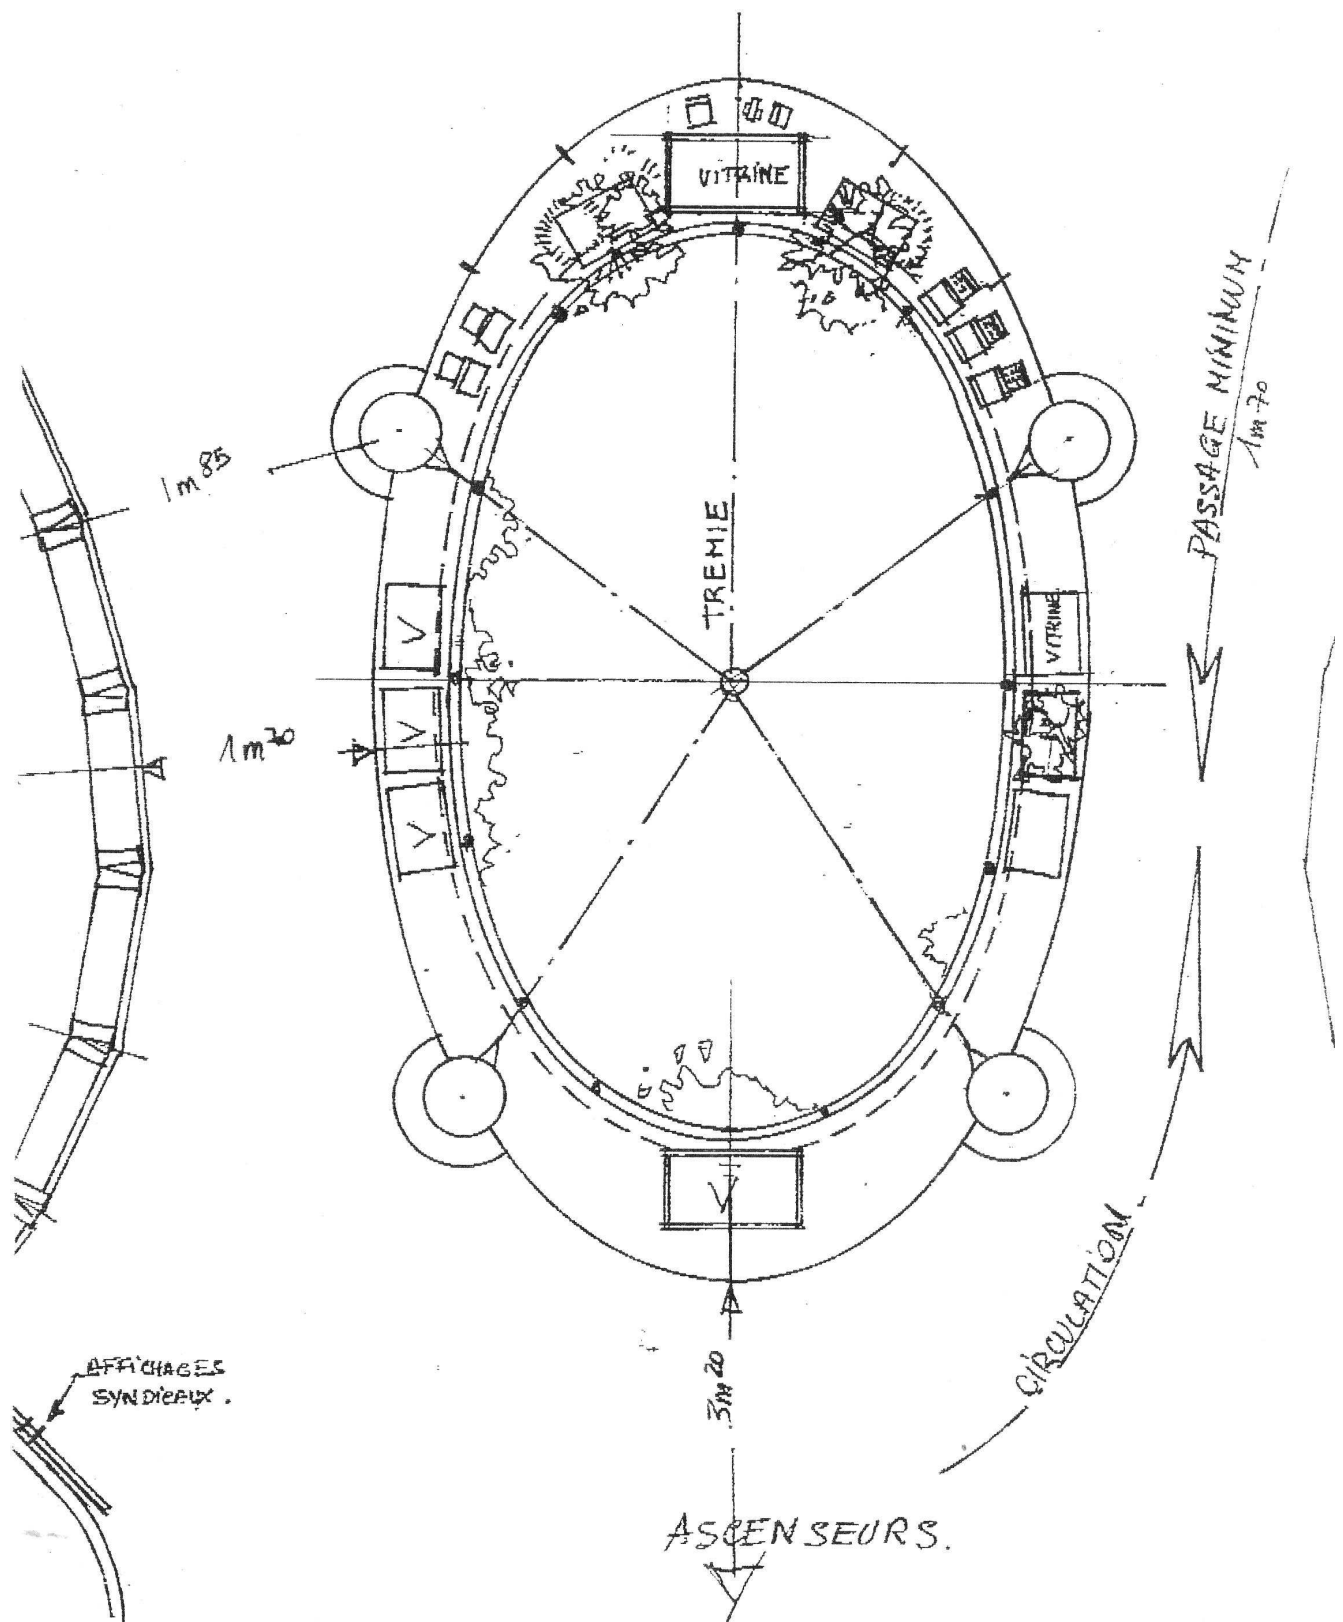 VITRINE
PASSAGE MINIMUM
1m70
1m85
TREMIE
VITRINE
V
V
V
1m70
V
CIRCULATION
3m20
AFFICHAGES
SYNDICAUX.
ASCENSEURS.